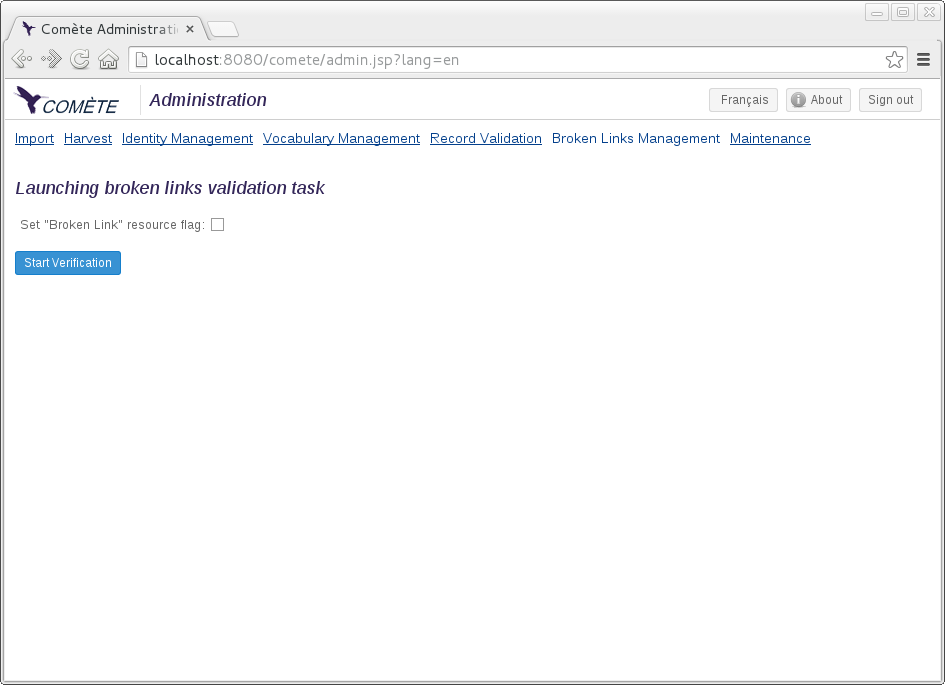 Comète Administrati
localhost:8080/comete/admin.jsp?lang=en
COMÈTE Administration Français About Sign out
Import Harvest Identity Management Vocabulary Management Record Validation Broken Links Management Maintenance
Launching broken links validation task
Set "Broken Link" resource flag:
Start Verification